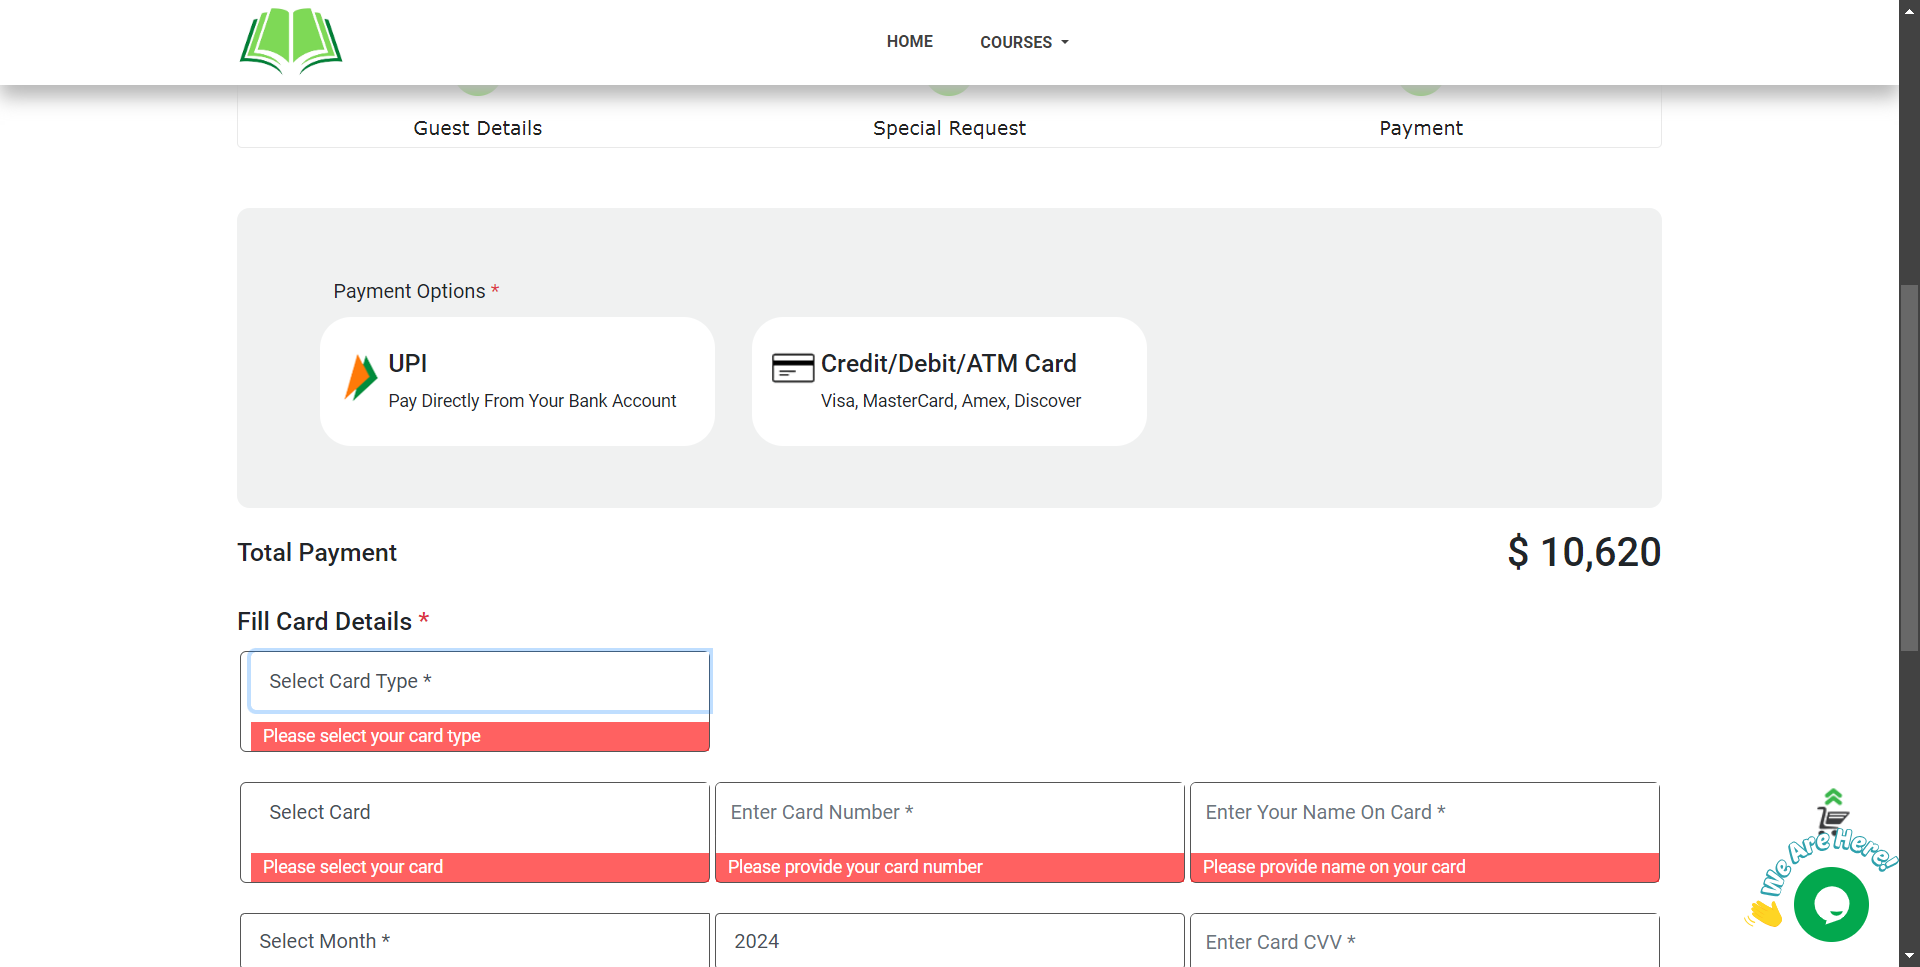 HOME
COURSES
Guest Details
Special Request
Payment
Payment Options *
UPI
Pay Directly From Your Bank Account
Credit/Debit/ATM Card
Visa, MasterCard, Amex, Discover
Total Payment
$ 10,620
Fill Card Details *
Select Card Type *
Please select your card type
Select Card
Enter Card Number *
Enter Your Name On Card *
Please select your card
Please provide your card number
Please provide name on your card
Select Month *
2024
Enter Card CVV *
We Are Here!